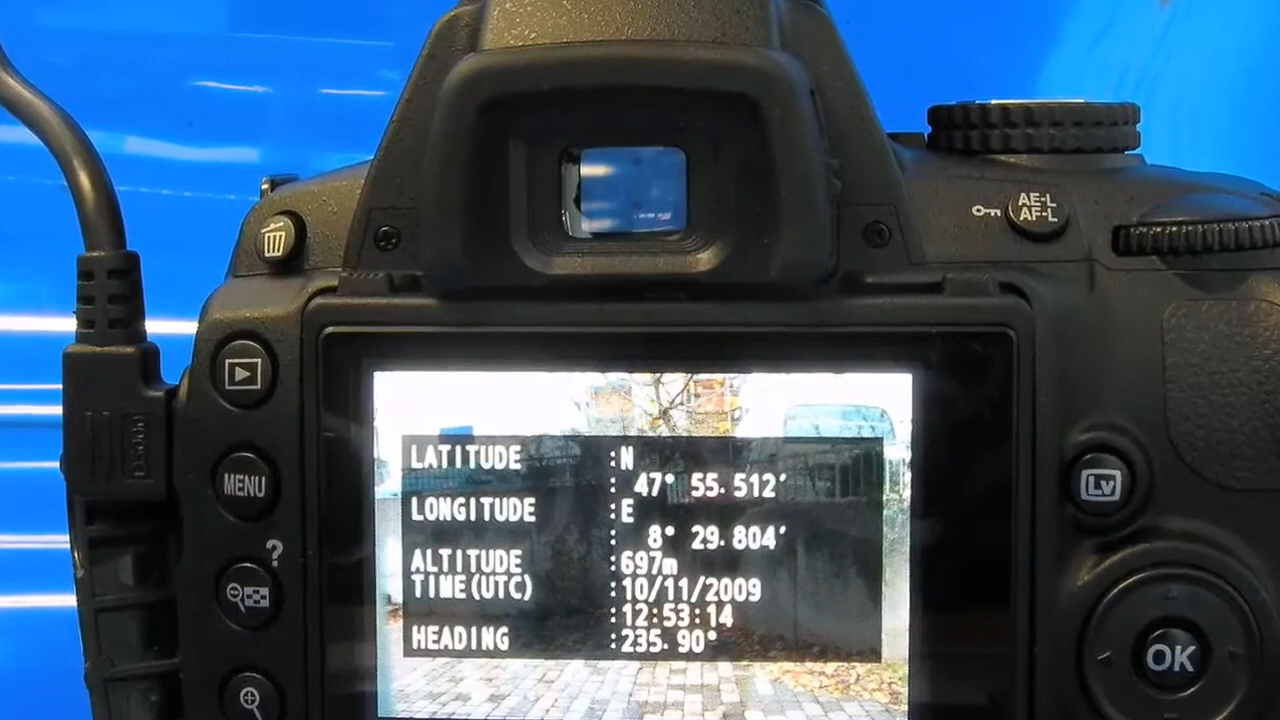 AE-L
AF-L
MENU
?
Lv
OK
LATITUDE :N
: 47° 55.512'
LONGITUDE :E
: 8° 29.804'
ALTITUDE :697m
TIME(UTC) :10/11/2009
:12:53:14
HEADING :235.90°